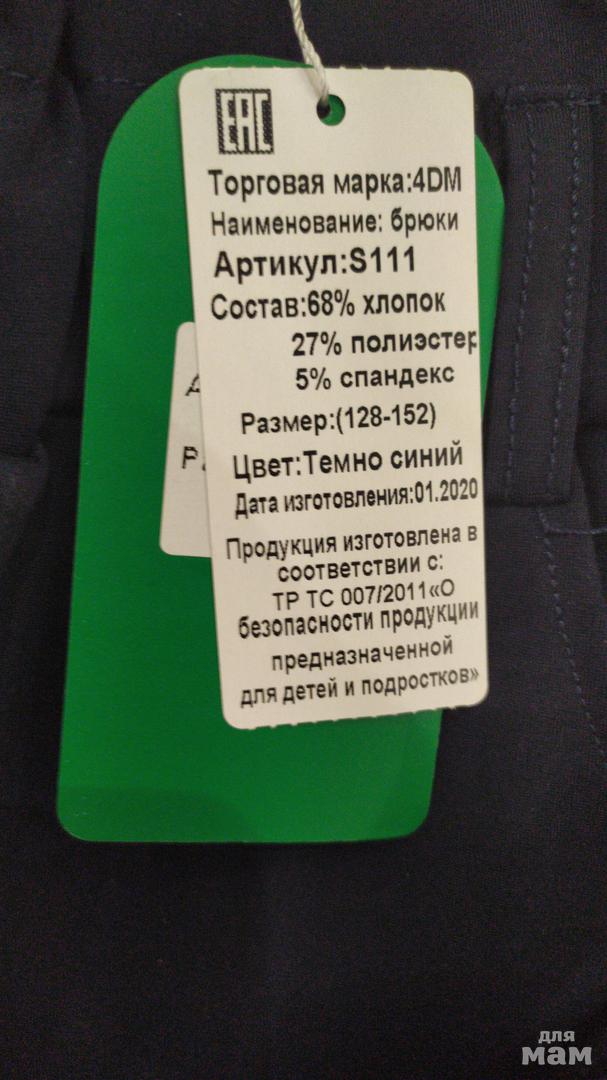 ЕАС
Торговая марка:4DM
Наименование: брюки
Артикул:S111
Состав:68% хлопок
27% полиэстер
5% спандекс
Размер:(128-152)
Цвет:Темно синий
Дата изготовления:01.2020
Продукция изготовлена в
соответствии с:
ТР ТС 007/2011«О
безопасности продукции
предназначенной
для детей и подростков»
для
мам